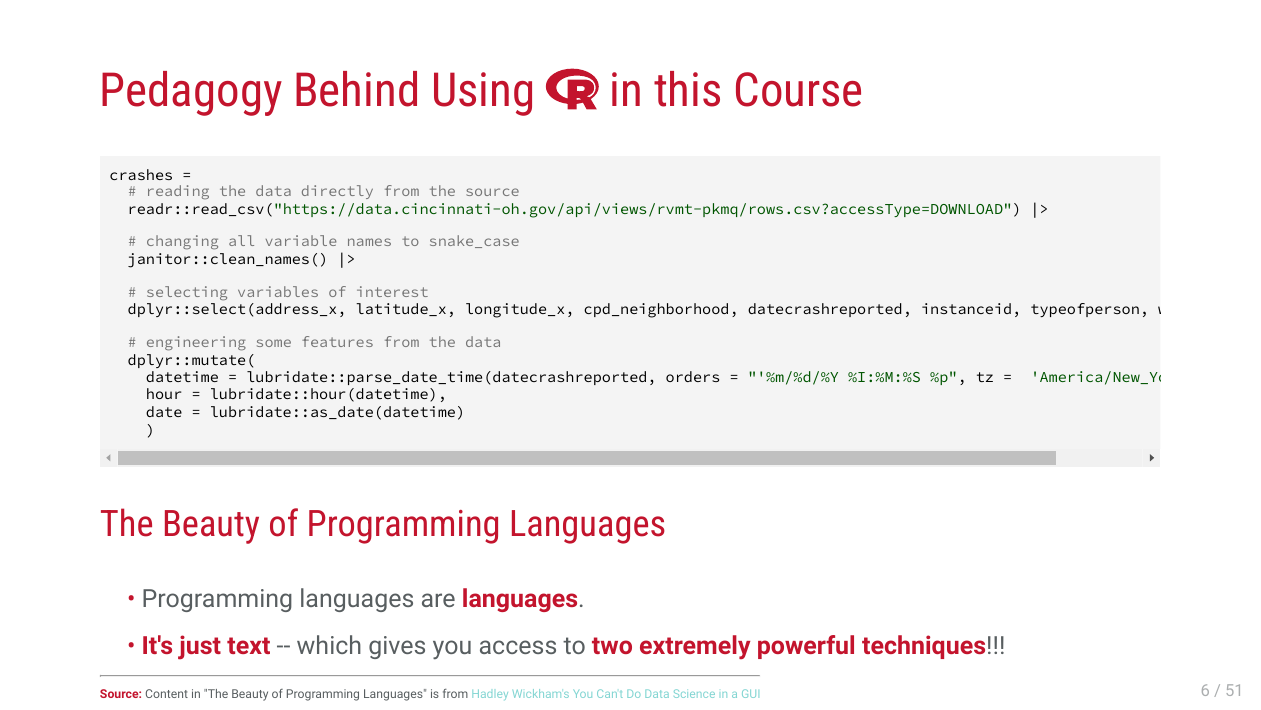 Pedagogy Behind Using R in this Course
crashes =
# reading the data directly from the source
readr::read_csv("https://data.cincinnati-oh.gov/api/views/rvmt-pkmq/rows.csv?accessType=DOWNLOAD") |>
# changing all variable names to snake_case
janitor::clean_names() |>
# selecting variables of interest
dplyr::select(address_x, latitude_x, longitude_x, cpd_neighborhood, datecrashreported, instanceid, typeofperson,
# engineering some features from the data
dplyr::mutate(
datetime = lubridate::parse_date_time(datecrashreported, orders = "'%m/%d/%Y %I:%M:%S %p", tz = 'America/New_Yo
hour = lubridate::hour(datetime),
date = lubridate::as_date(datetime)
)
The Beauty of Programming Languages
• Programming languages are languages.
• It's just text -- which gives you access to two extremely powerful techniques!!!
Source: Content in "The Beauty of Programming Languages" is from Hadley Wickham's You Can't Do Data Science in a GUI
6 / 51